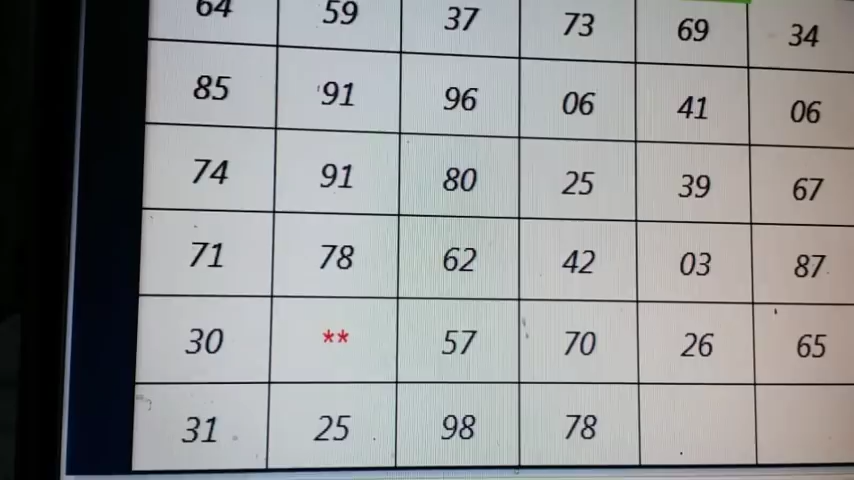 64 59 37 73 69 34
85 91 96 06 41 06
74 91 80 25 39 67
71 78 62 42 03 87
30 ** 57 70 26 65
31 25 98 78